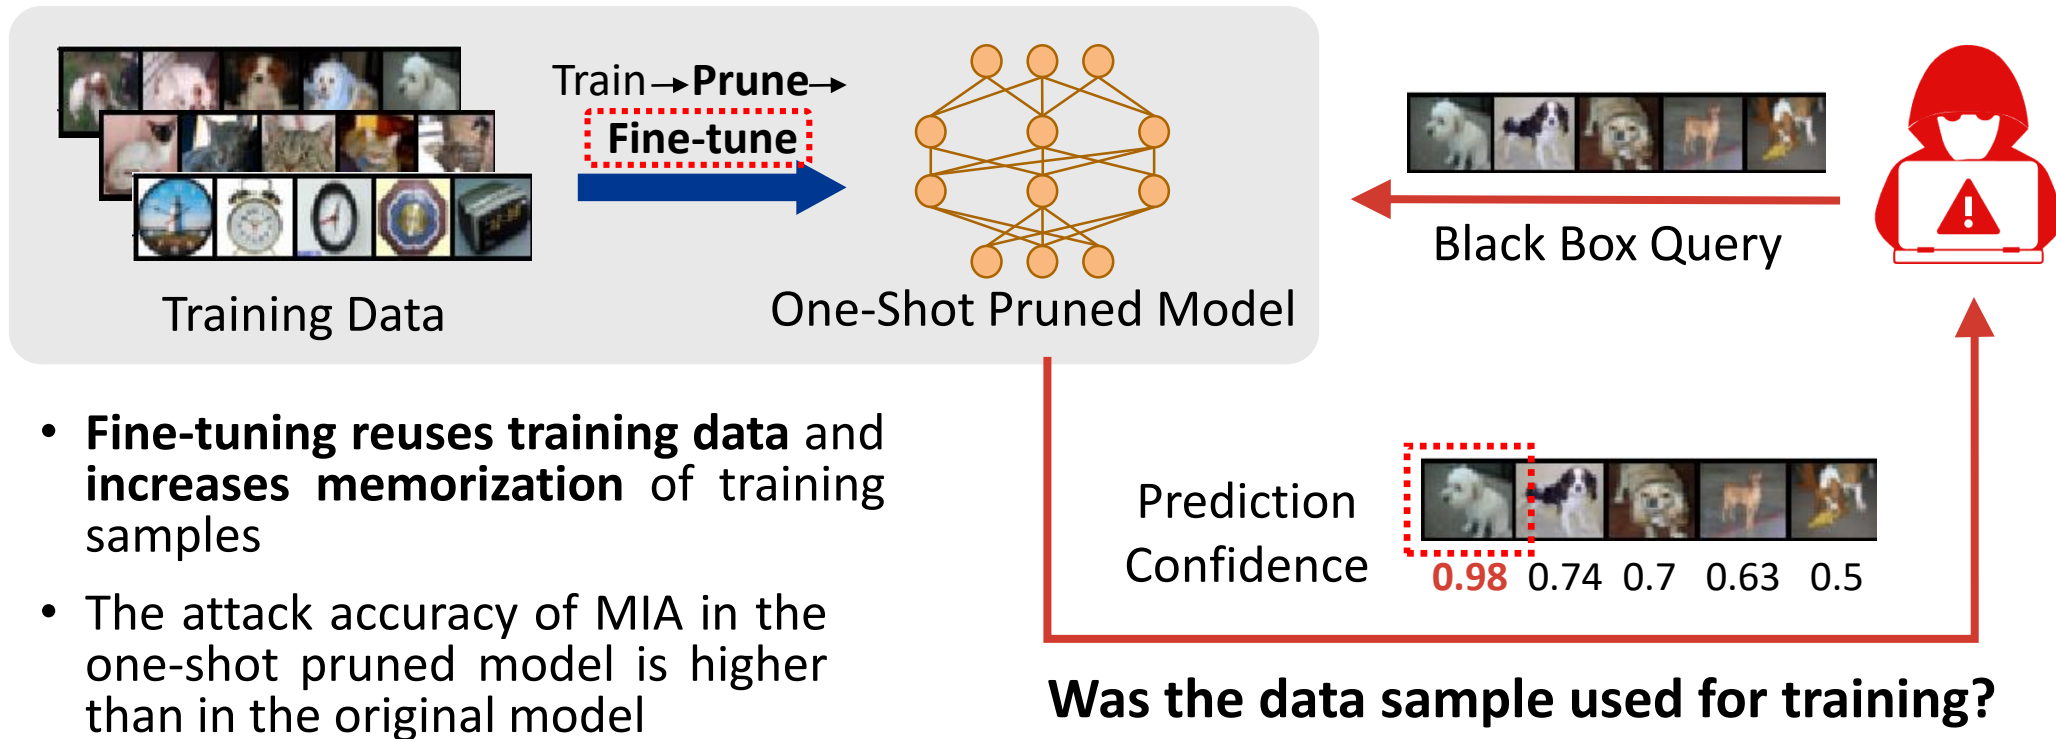 Train→Prune→
Fine-tune
Training Data
One-Shot Pruned Model
Black Box Query
• Fine-tuning reuses training data and
increases memorization of training
samples
• The attack accuracy of MIA in the
one-shot pruned model is higher
than in the original model
Prediction
Confidence
0.98 0.74 0.7 0.63 0.5
Was the data sample used for training?